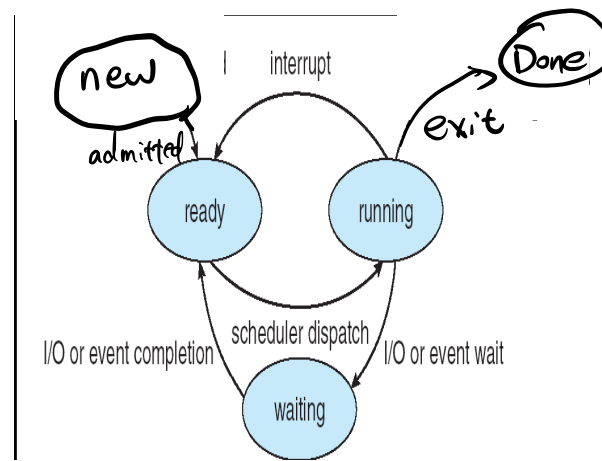 new
interrupt
Done
admitted
exit
ready
running
scheduler dispatch
I/O or event completion
I/O or event wait
waiting